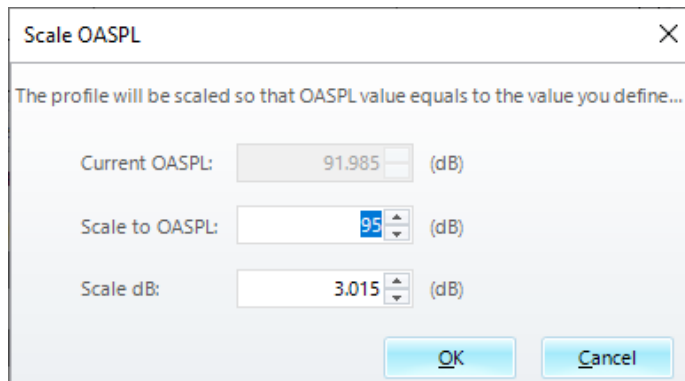 Scale OASPL
The profile will be scaled so that OASPL value equals to the value you define...
Current OASPL: 91.985 (dB)
Scale to OASPL: 95 (dB)
Scale dB: 3.015 (dB)
OK Cancel